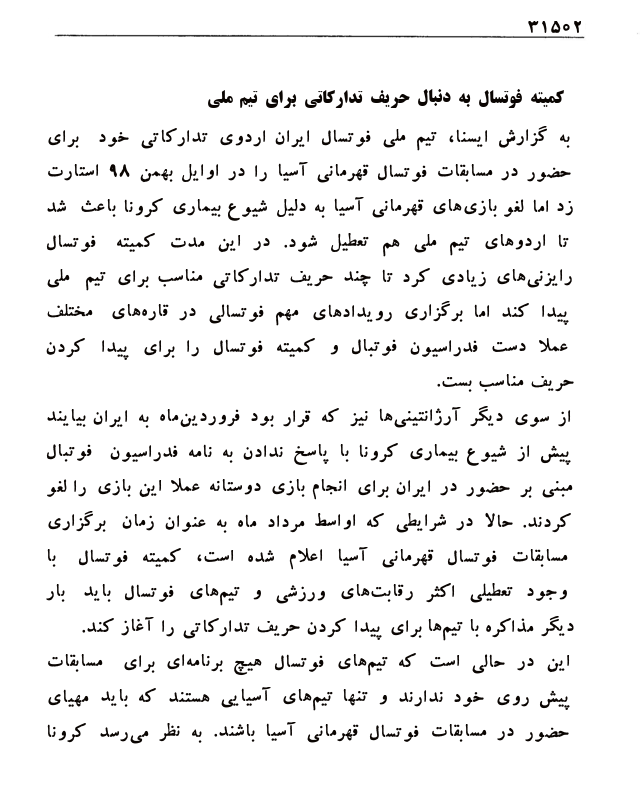 ۳۱۵۰۲
کمیته فوتسال به دنبال حریف تدارکاتی برای تیم ملی
به گزارش ایسنا، تیم ملی فوتسال ایران اردوی تدارکاتی خود برای
حضور در مسابقات فوتسال قهرمانی آسیا را در اوایل بهمن ۹۸ استارت
زد اما لغو بازی‌های قهرمانی آسیا به دلیل شیوع بیماری کرونا باعث شد
تا اردوهای تیم ملی هم تعطیل شود. در این مدت کمیته فوتسال
رایزنی‌های زیادی کرد تا چند حریف تدارکاتی مناسب برای تیم ملی
پیدا کند اما برگزاری رویدادهای مهم فوتسالی در قاره‌های مختلف
عملا دست فدراسیون فوتبال و کمیته فوتسال را برای پیدا کردن
حریف مناسب بست.
از سوی دیگر آرژانتینی‌ها نیز که قرار بود فروردین‌ماه به ایران بیایند
پیش از شیوع بیماری کرونا با پاسخ ندادن به نامه فدراسیون فوتبال
مبنی بر حضور در ایران برای انجام بازی دوستانه عملا این بازی را لغو
کردند. حالا در شرایطی که اواسط مرداد ماه به عنوان زمان برگزاری
مسابقات فوتسال قهرمانی آسیا اعلام شده است، کمیته فوتسال با
وجود تعطیلی اکثر رقابت‌های ورزشی و تیم‌های فوتسال باید بار
دیگر مذاکره با تیم‌ها برای پیدا کردن حریف تدارکاتی را آغاز کند.
این در حالی است که تیم‌های فوتسال هیچ برنامه‌ای برای مسابقات
پیش روی خود ندارند و تنها تیم‌های آسیایی هستند که باید مهیای
حضور در مسابقات فوتسال قهرمانی آسیا باشند. به نظر می‌رسد کرونا